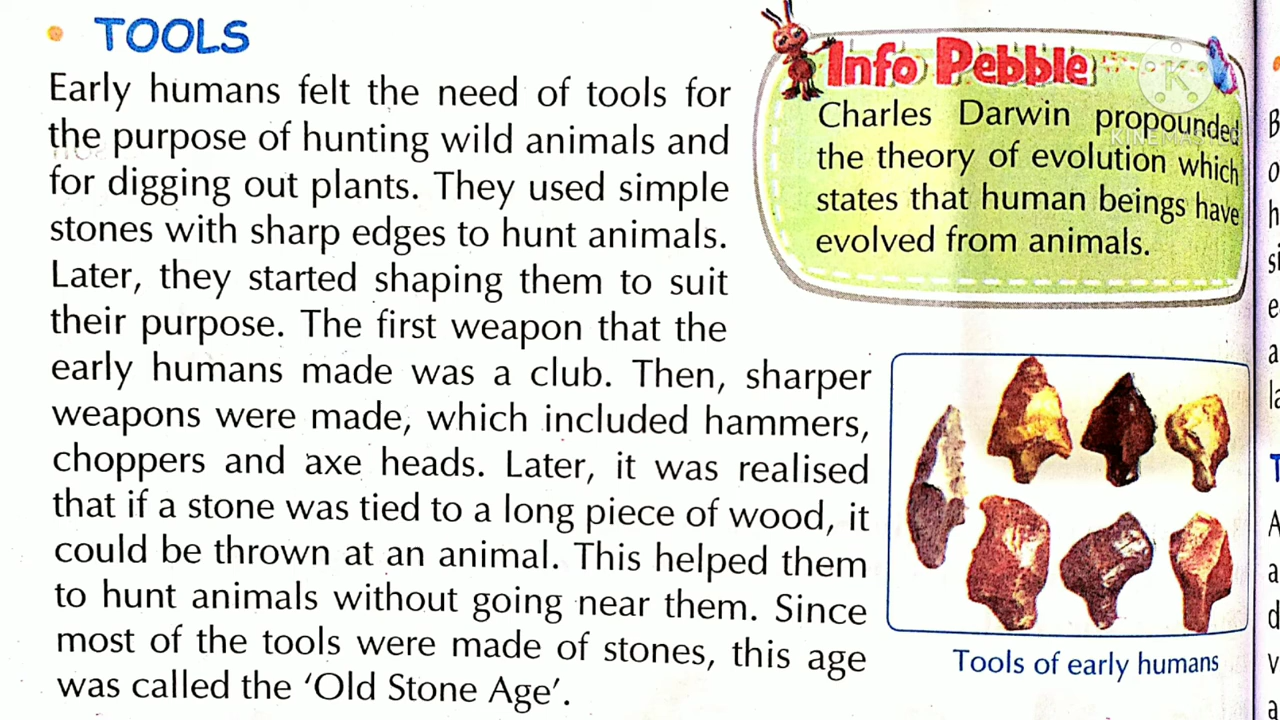 • TOOLS
Early humans felt the need of tools for
the purpose of hunting wild animals and
for digging out plants. They used simple
stones with sharp edges to hunt animals.
Later, they started shaping them to suit
their purpose. The first weapon that the
early humans made was a club. Then, sharper
weapons were made, which included hammers,
choppers and axe heads. Later, it was realised
that if a stone was tied to a long piece of wood, it
could be thrown at an animal. This helped them
to hunt animals without going near them. Since
most of the tools were made of stones, this age
was called the ‘Old Stone Age’.
Info Pebble
Charles Darwin propounded
the theory of evolution which
states that human beings have
evolved from animals.
K
KINEMASTER
Tools of early humans